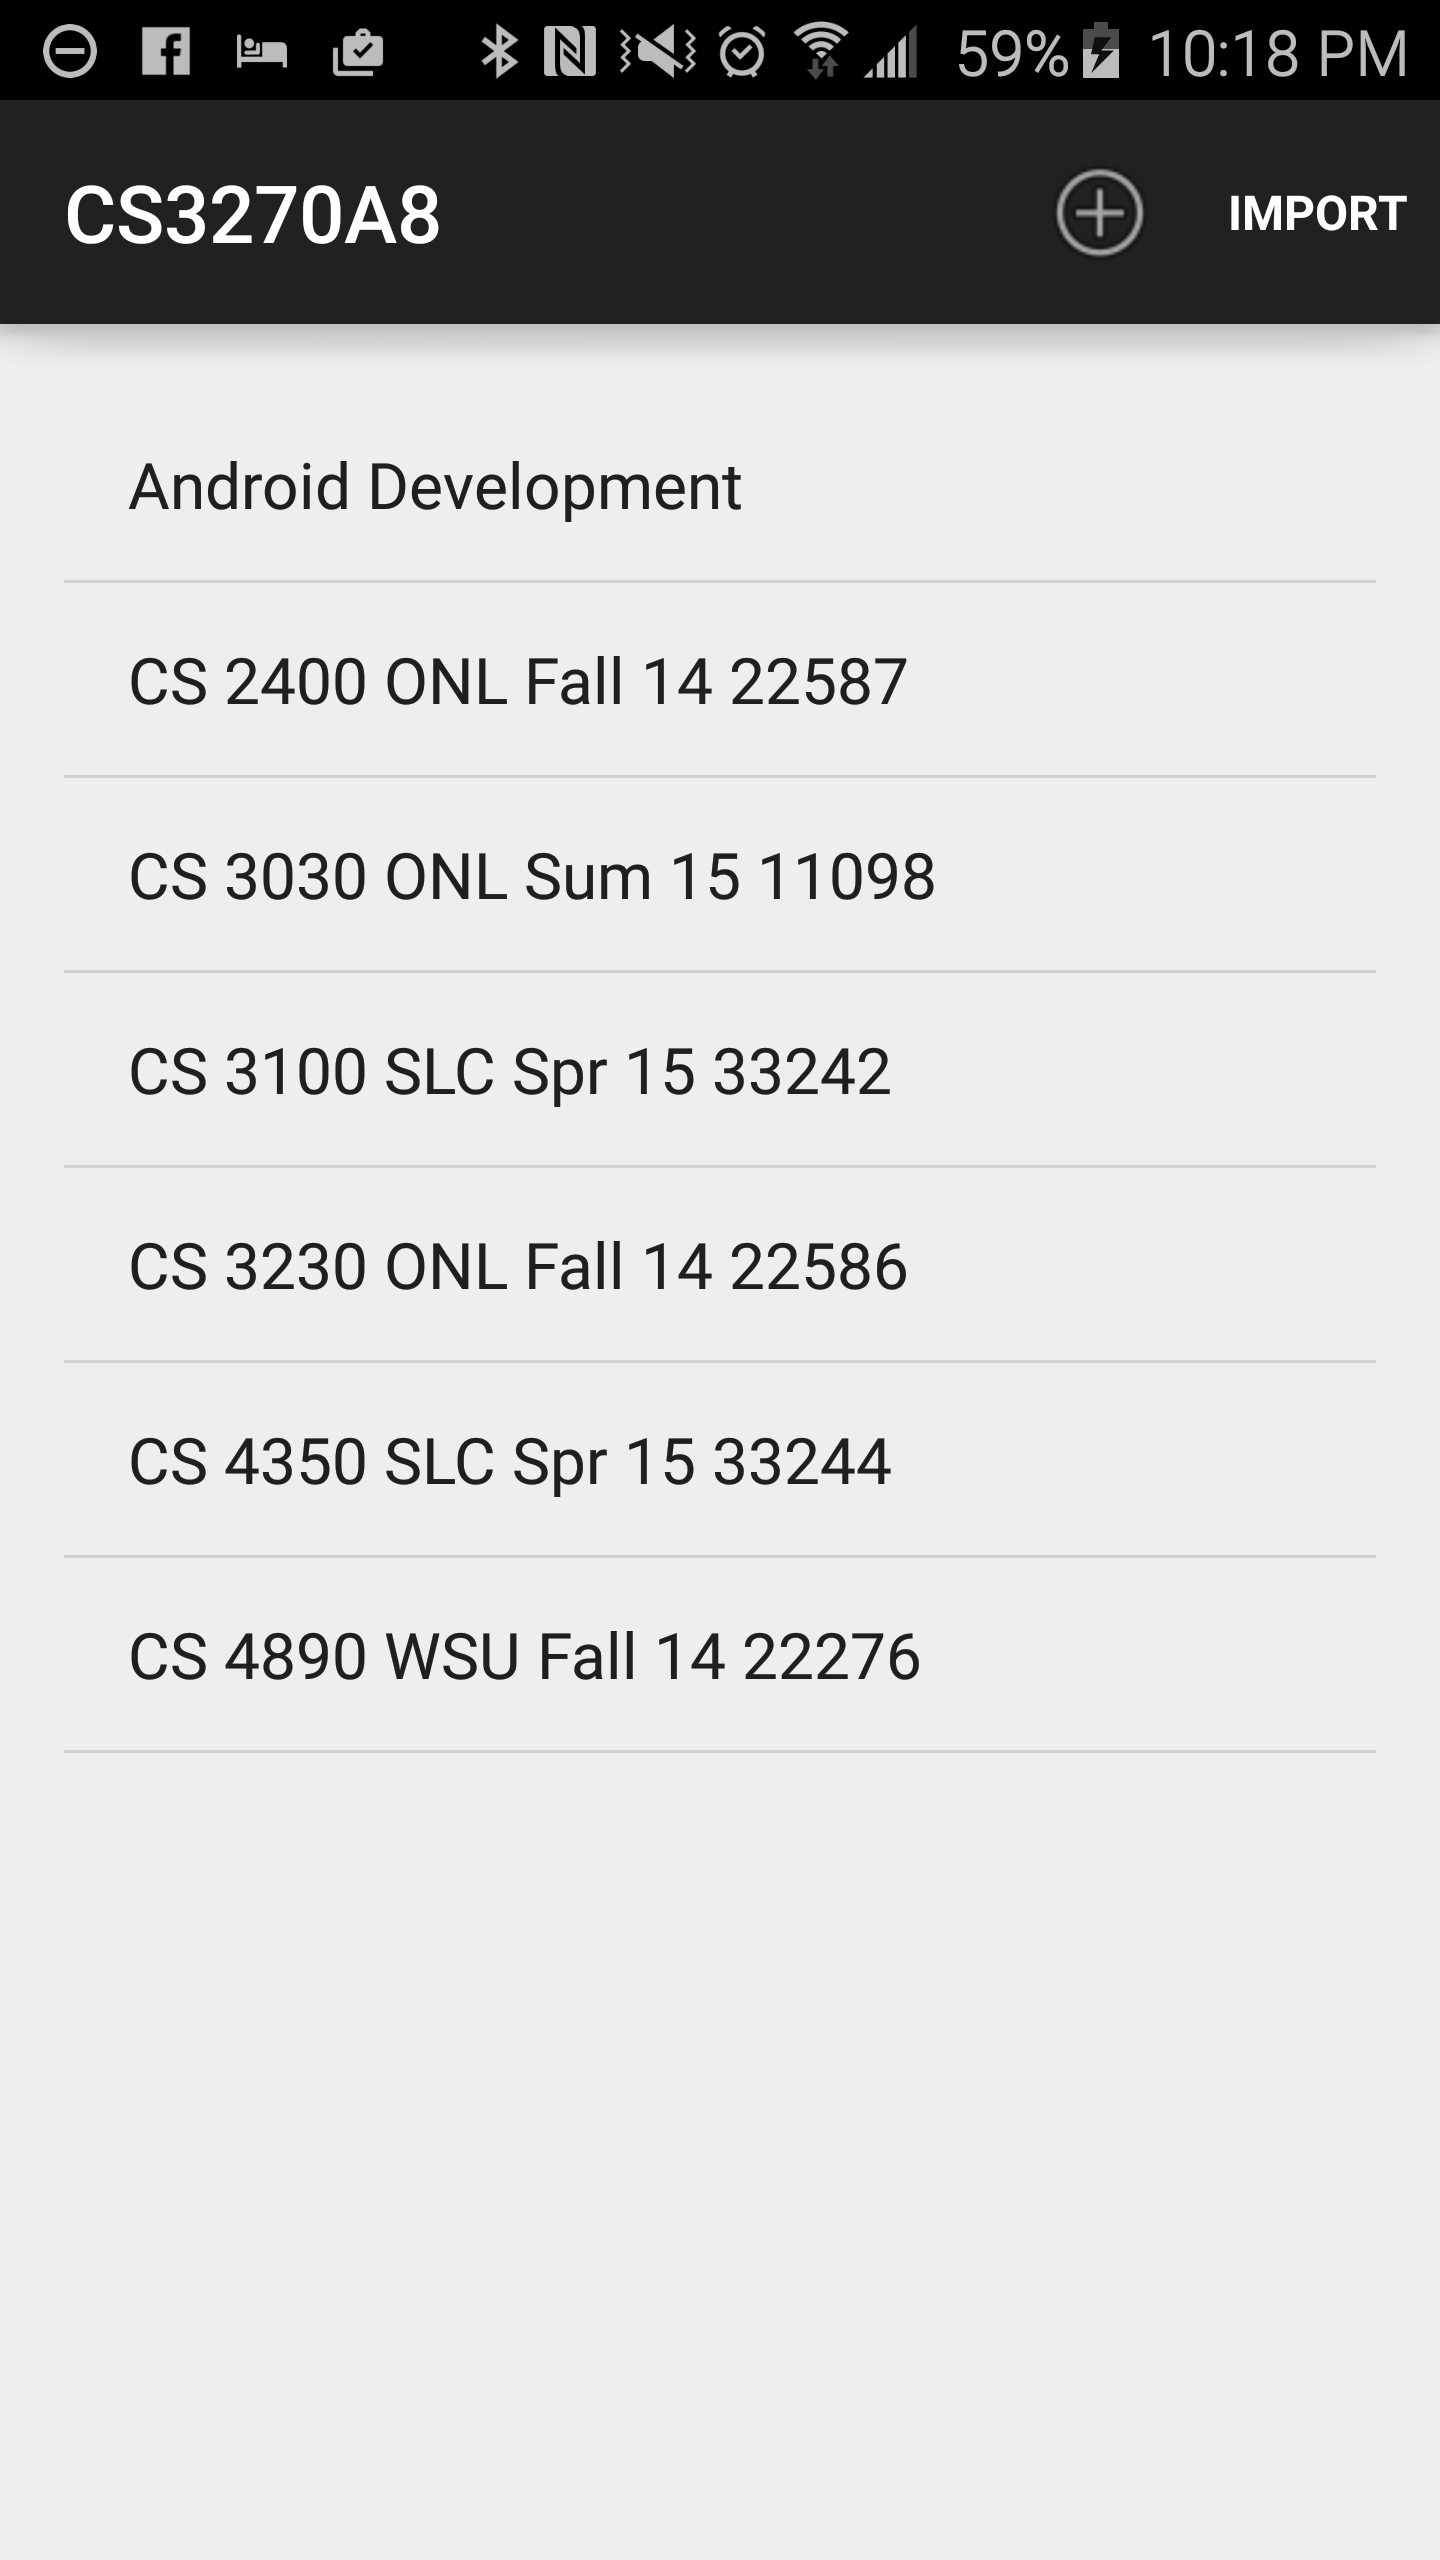 59% 10:18 PM
CS3270A8 IMPORT
Android Development
CS 2400 ONL Fall 14 22587
CS 3030 ONL Sum 15 11098
CS 3100 SLC Spr 15 33242
CS 3230 ONL Fall 14 22586
CS 4350 SLC Spr 15 33244
CS 4890 WSU Fall 14 22276